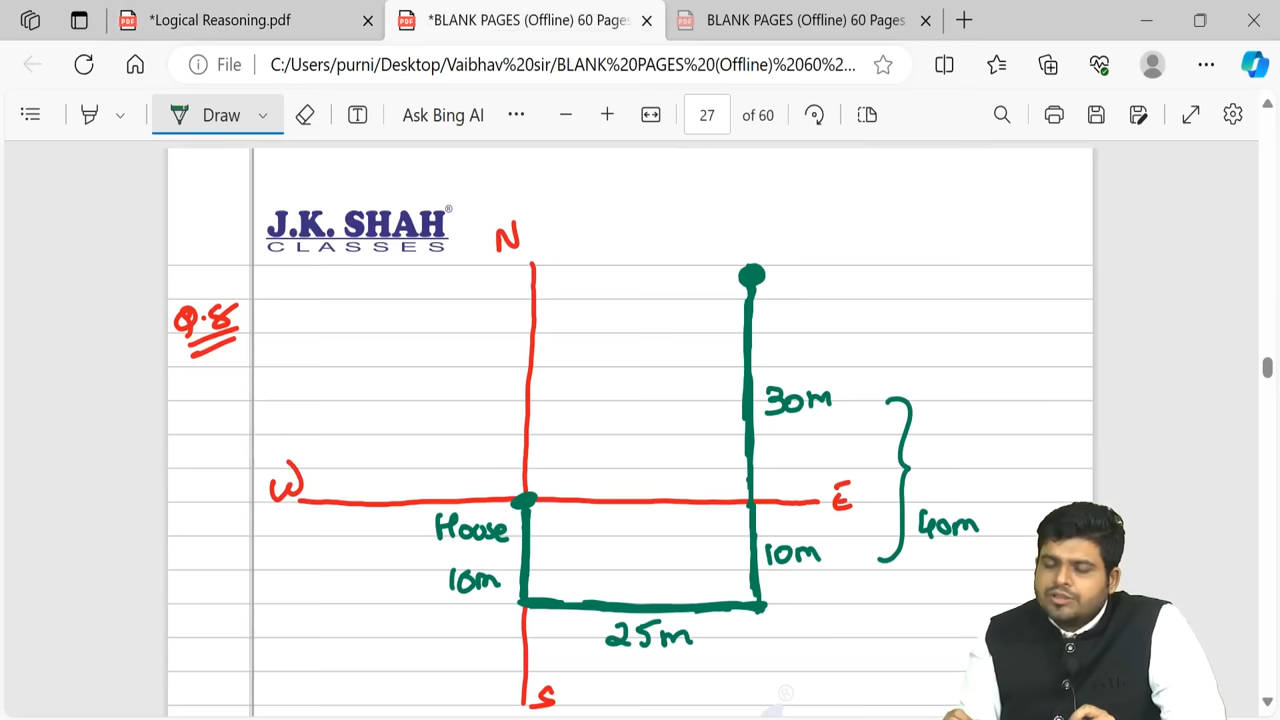 *Logical Reasoning.pdf
*BLANK PAGES (Offline) 60 Pages
BLANK PAGES (Offline) 60 Pages
File
C:/Users/purni/Desktop/Vaibhav%20sir/BLANK%20PAGES%20(Offline)%2060%2...
Draw
Ask Bing AI
27
of 60
J.K. SHAH®
CLASSES
N
Q.8
30m
W
E
House
40m
10m
10m
25m
S